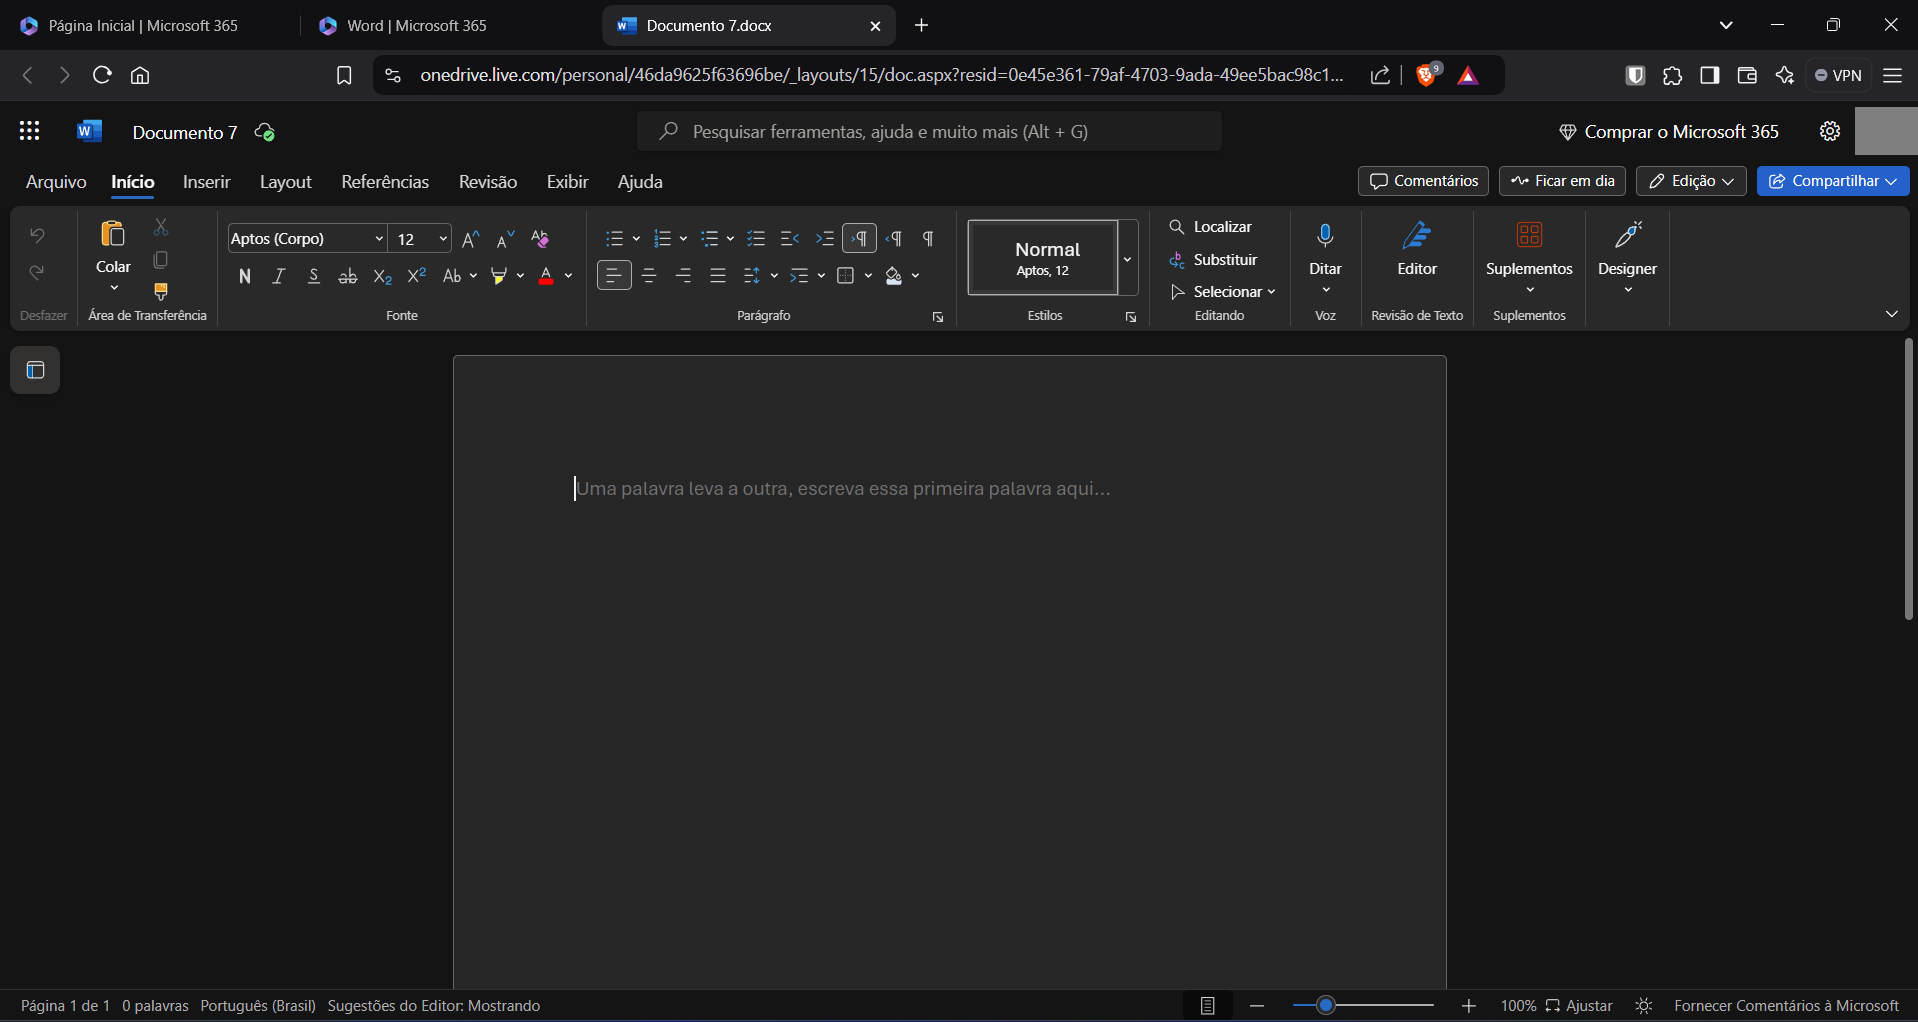 Página Inicial | Microsoft 365
Word | Microsoft 365
Documento 7.docx
onedrive.live.com/personal/46da9625f63696be/_layouts/15/doc.aspx?resid=0e45e361-79af-4703-9ada-49ee5bac98c1...
9
VPN
Documento 7
Pesquisar ferramentas, ajuda e muito mais (Alt + G)
Comprar o Microsoft 365
Arquivo
Início
Inserir
Layout
Referências
Revisão
Exibir
Ajuda
Comentários
Ficar em dia
Edição
Compartilhar
Desfazer
Colar
Área de Transferência
Aptos (Corpo)
12
N
I
S
ab
X2
X2
Ab
A
Fonte
Parágrafo
Normal
Aptos, 12
Estilos
Localizar
Substituir
Selecionar
Editando
Ditar
Voz
Editor
Revisão de Texto
Suplementos
Suplementos
Designer
Uma palavra leva a outra, escreva essa primeira palavra aqui...
Página 1 de 1
0 palavras
Português (Brasil)
Sugestões do Editor: Mostrando
100%
Ajustar
Fornecer Comentários à Microsoft